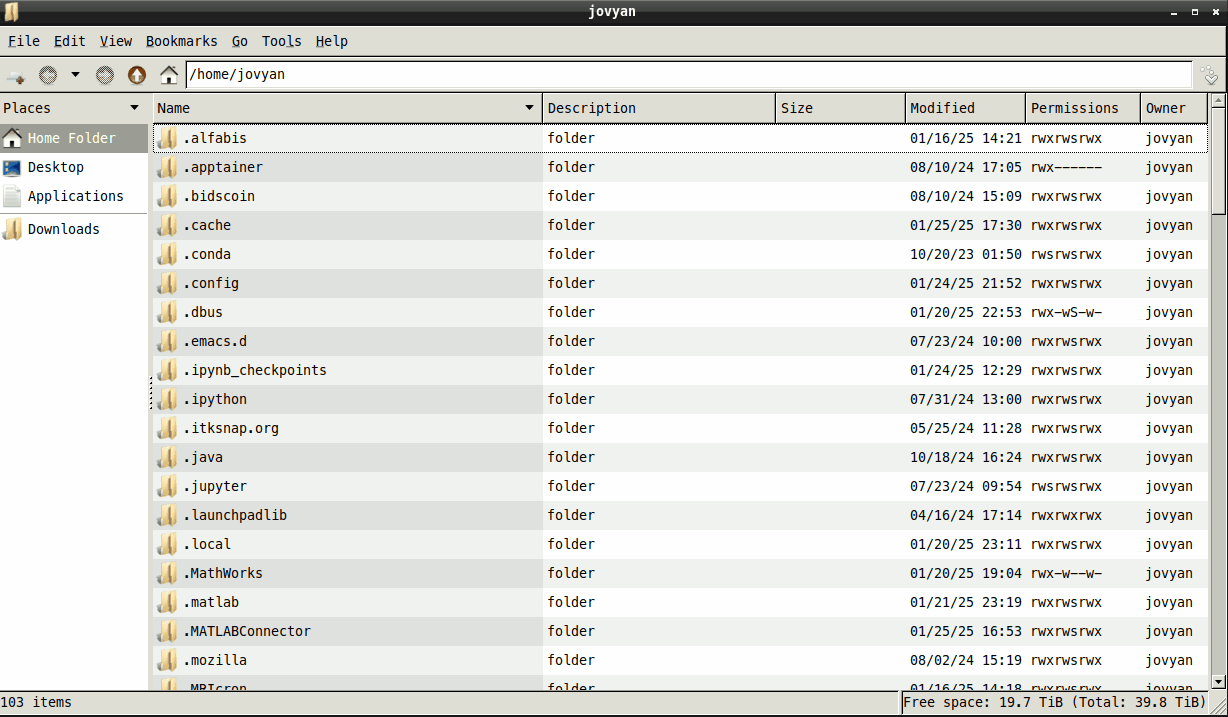 jovyan
File Edit View Bookmarks Go Tools Help
/home/jovyan
Places Name Description Size Modified Permissions Owner
Home Folder .alfabis folder 01/16/25 14:21 rwxrwsrwx jovyan
Desktop .apptainer folder 08/10/24 17:05 rwx------ jovyan
Applications .bidscoin folder 08/10/24 15:09 rwxrwsrwx jovyan
Downloads .cache folder 01/25/25 17:30 rwxrwsrwx jovyan
.conda folder 10/20/23 01:50 rwsrwsrwx jovyan
.config folder 01/24/25 21:52 rwxrwsrwx jovyan
.dbus folder 01/20/25 22:53 rwx-wS-w- jovyan
.emacs.d folder 07/23/24 10:00 rwxrwsrwx jovyan
.ipynb_checkpoints folder 01/24/25 12:29 rwxrwsrwx jovyan
.ipython folder 07/31/24 13:00 rwxrwsrwx jovyan
.itksnap.org folder 05/25/24 11:28 rwxrwsrwx jovyan
.java folder 10/18/24 16:24 rwxrwsrwx jovyan
.jupyter folder 07/23/24 09:54 rwsrwsrwx jovyan
.launchpadlib folder 04/16/24 17:14 rwxrwxrwx jovyan
.local folder 01/20/25 23:11 rwxrwsrwx jovyan
.MathWorks folder 01/20/25 19:04 rwx-w--w- jovyan
.matlab folder 01/21/25 23:19 rwxrwsrwx jovyan
.MATLABConnector folder 01/25/25 16:53 rwxrwsrwx jovyan
.mozilla folder 08/02/24 15:19 rwxrwsrwx jovyan
.MRIcron folder 01/16/25 14:18 rwxrwsrwx jovyan
103 items Free space: 19.7 TiB (Total: 39.8 TiB)